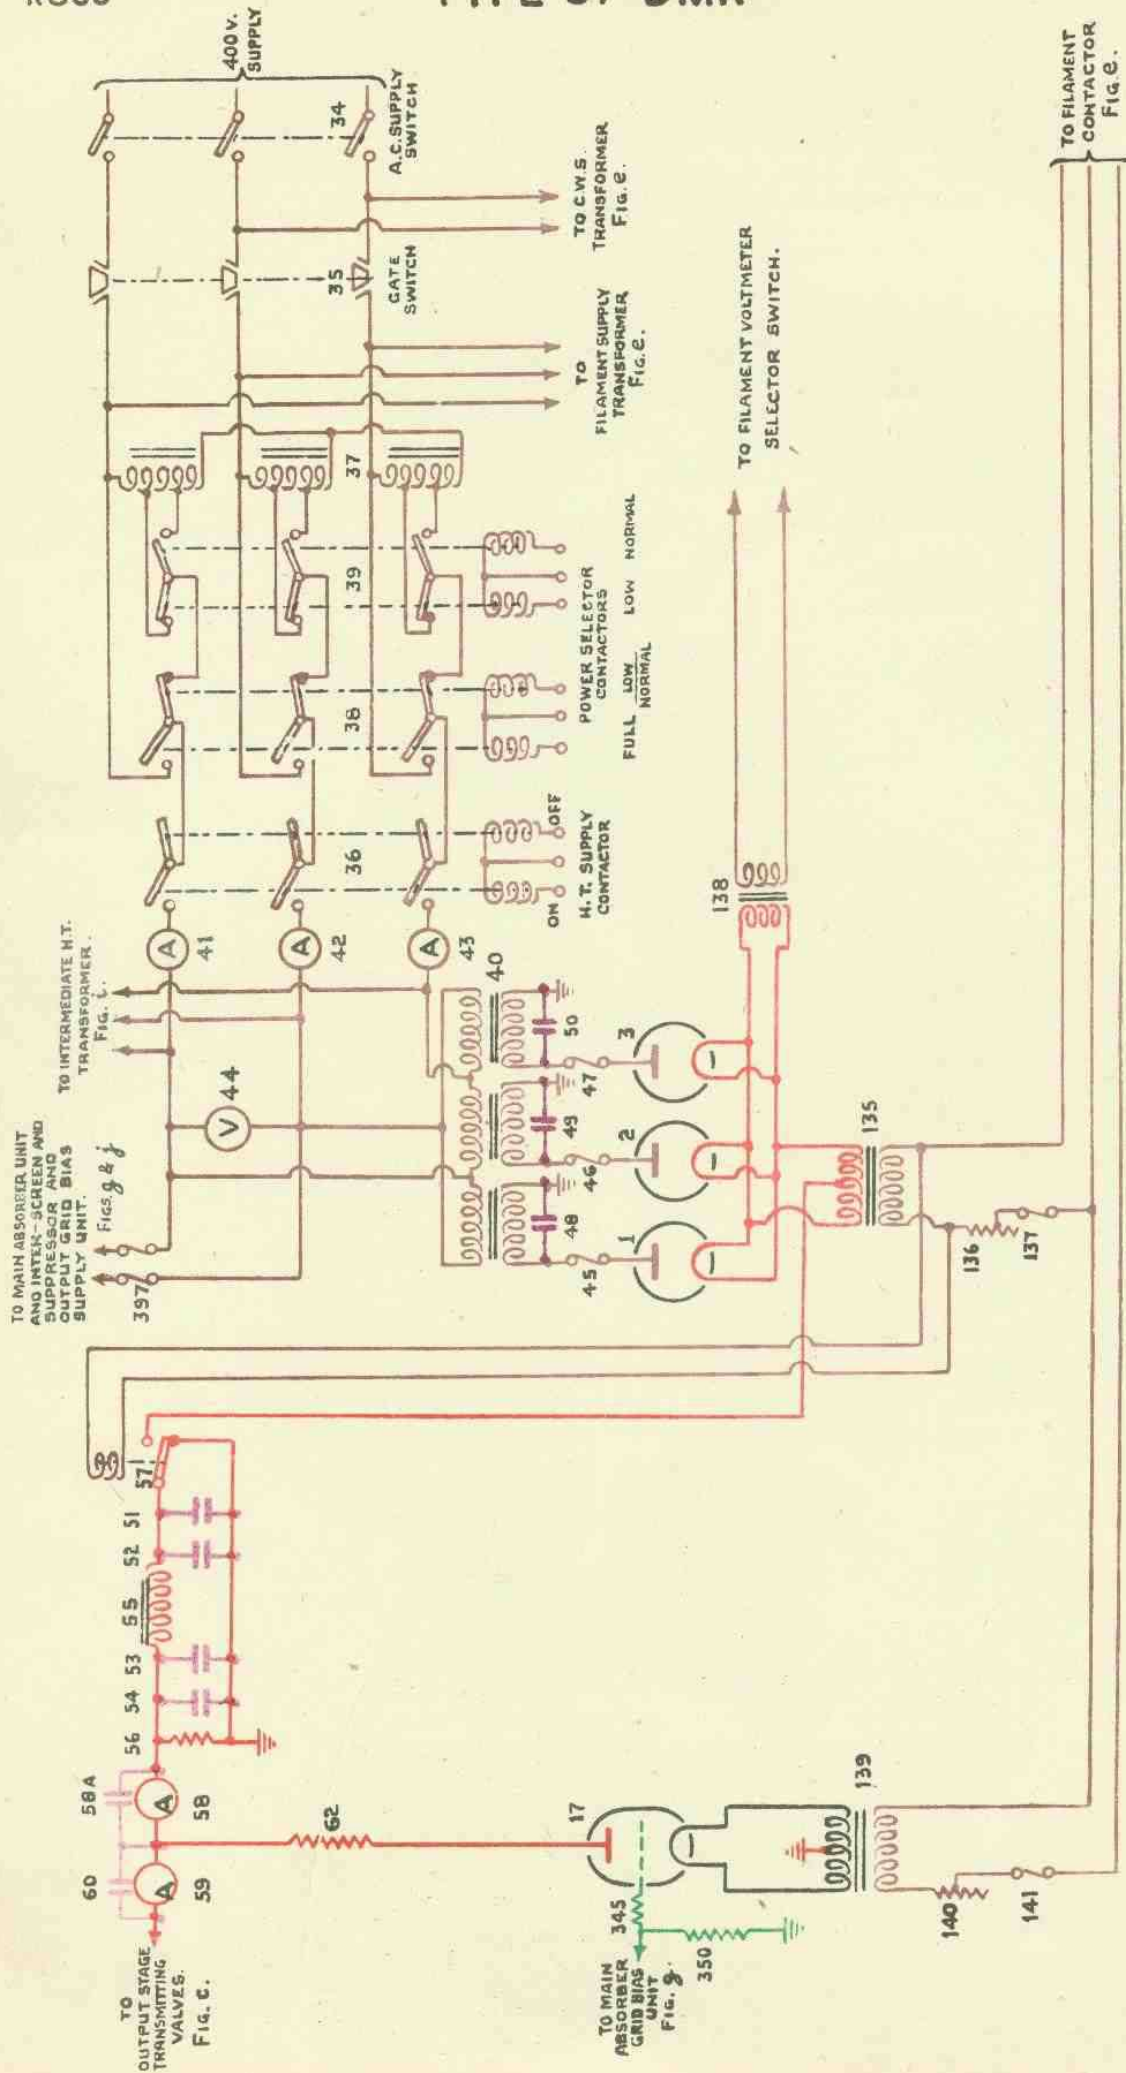 400V.
SUPPLY
34
A.C. SUPPLY
SWITCH
TO C.W.S.
TRANSFORMER
FIG. e.
35
GATE
SWITCH
TO
FILAMENT SUPPLY
TRANSFORMER
FIG. e.
37
39
38
36
POWER SELECTOR
CONTACTORS
FULL
LOW
NORMAL
LOW
NORMAL
ON
OFF
H.T. SUPPLY
CONTACTOR
A
41
A
42
A
43
TO INTERMEDIATE H.T.
TRANSFORMER.
FIG. i.
TO MAIN ABSORBER UNIT
AND INTER-SCREEN AND
SUPPRESSOR AND
OUTPUT GRID BIAS
SUPPLY UNIT.
FIGS. g & j
397
V
44
40
50
49
48
47
46
45
3
2
1
138
TO FILAMENT VOLTMETER
SELECTOR SWITCH.
135
136
137
TO FILAMENT
CONTACTOR
FIG. e.
57
51
52
55
53
54
56
58A
60
A
58
A
59
TO
OUTPUT STAGE
TRANSMITTING
VALVES.
FIG. C.
62
17
345
350
TO MAIN
ABSORBER
GRID BIAS
UNIT
FIG. g.
139
140
141